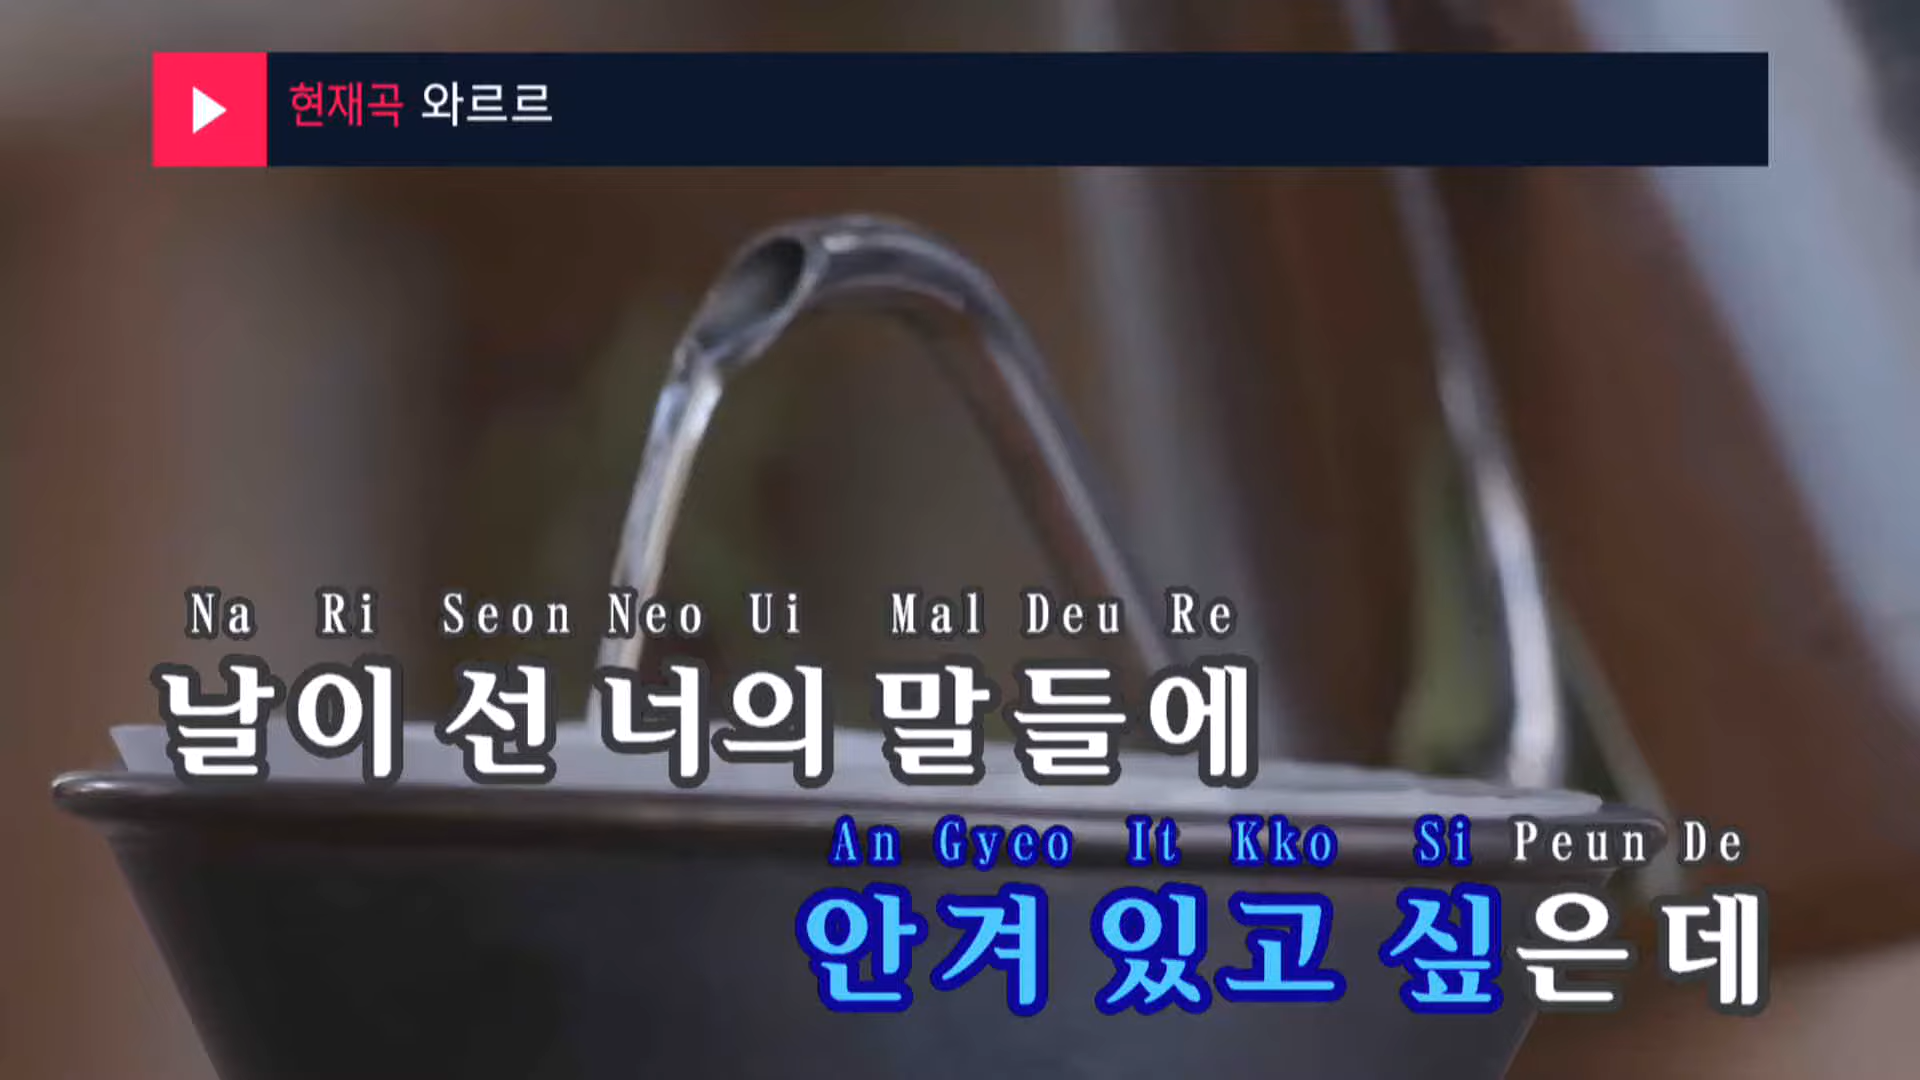 현재곡 와르르
Na Ri Seon Neo Ui Mal Deu Re
날이 선 너의 말들에
An Gyeo It Kko Si Peun De
안겨 있고 싶은데